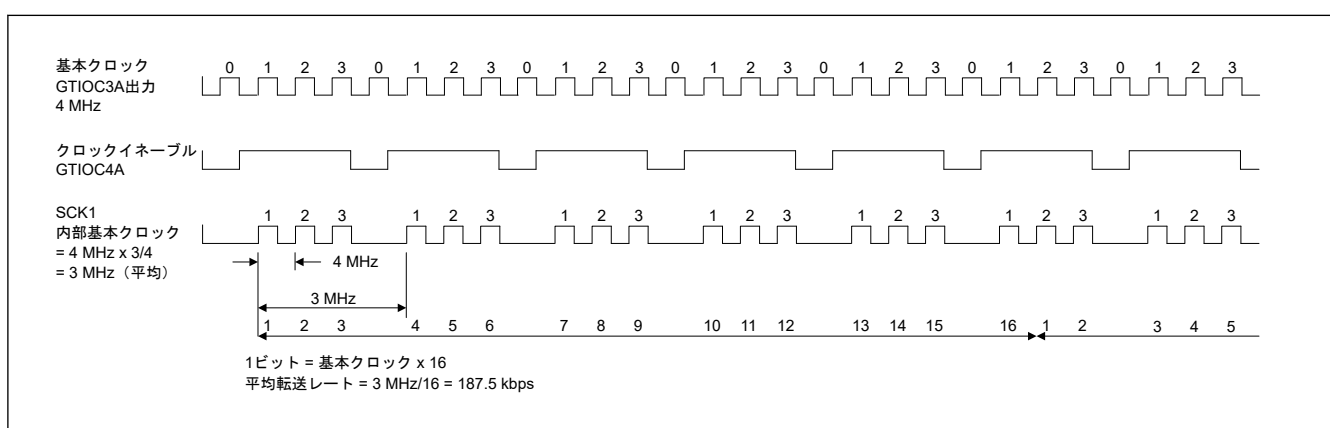 基本クロック
GTIOC3A出力
4 MHz
0 1 2 3 0 1 2 3 0 1 2 3 0 1 2 3 0 1 2 3 0 1 2 3 0 1 2 3
クロックイネーブル
GTIOC4A
SCK1
内部基本クロック
= 4 MHz x 3/4
= 3 MHz（平均）
1 2 3 1 2 3 1 2 3 1 2 3 1 2 3 1 2 3 1 2 3
4 MHz
3 MHz
1 2 3 4 5 6 7 8 9 10 11 12 13 14 15 16 1 2 3 4 5
1ビット = 基本クロック x 16
平均転送レート = 3 MHz/16 = 187.5 kbps